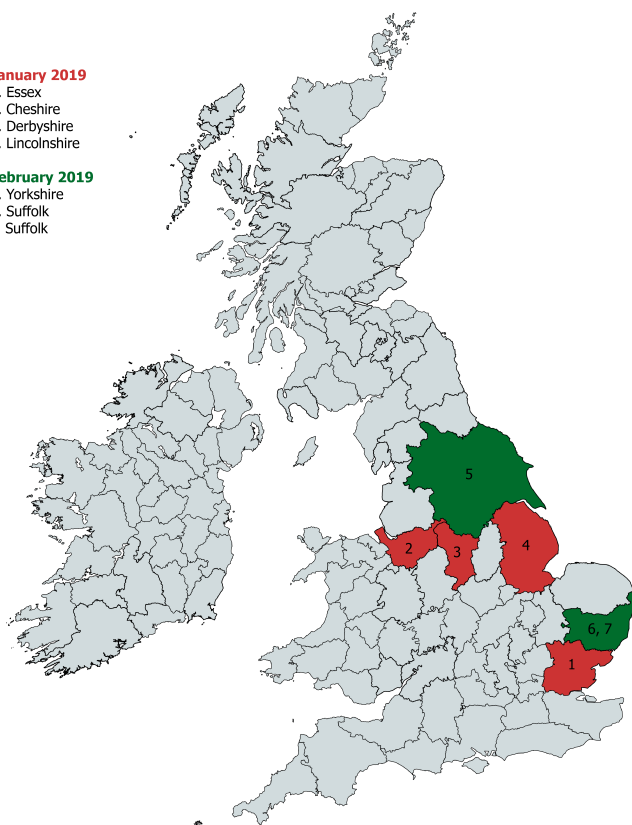 anuary 2019
. Essex
. Cheshire
. Derbyshire
. Lincolnshire
ebruary 2019
. Yorkshire
. Suffolk
Suffolk
5
2
3
4
6, 7
1